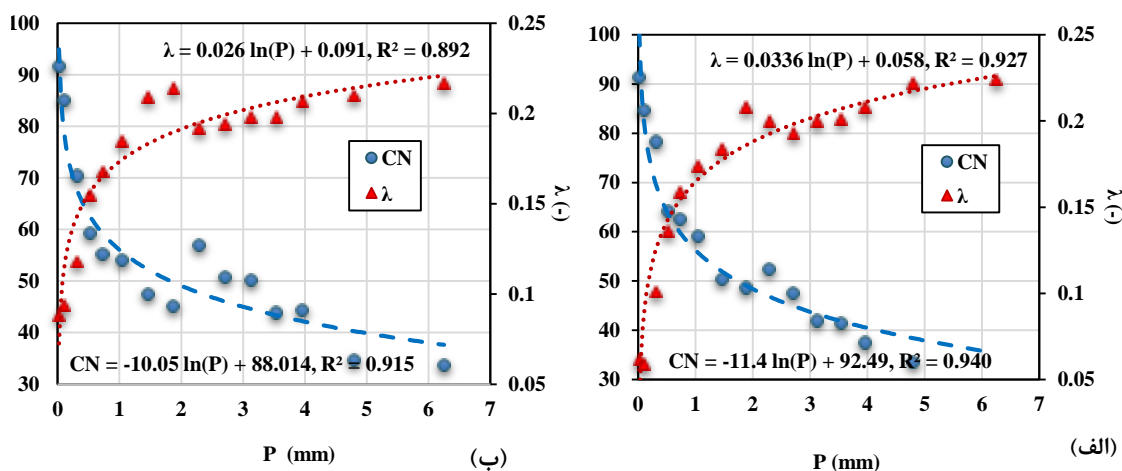 λ = 0.026 ln(P) + 0.091, R² = 0.892
CN = -10.05 ln(P) + 88.014, R² = 0.915
CN
λ
100
90
80
70
60
50
40
30
0.25
0.2
0.15
0.1
0.05
λ (-)
0 1 2 3 4 5 6 7
P (mm)
(ب)
λ = 0.0336 ln(P) + 0.058, R² = 0.927
CN = -11.4 ln(P) + 92.49, R² = 0.940
CN
λ
100
90
80
70
60
50
40
30
0.25
0.2
0.15
0.1
0.05
λ (-)
0 1 2 3 4 5 6 7
P (mm)
(الف)